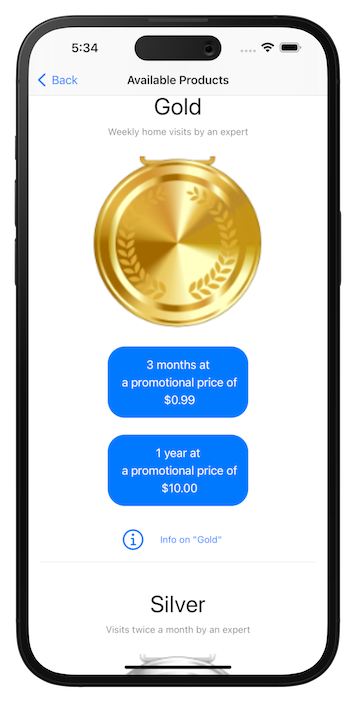 5:34
Back
Available Products
Gold
Weekly home visits by an expert
3 months at
a promotional price of
$0.99
1 year at
a promotional price of
$10.00
Info on "Gold"
Silver
Visits twice a month by an expert